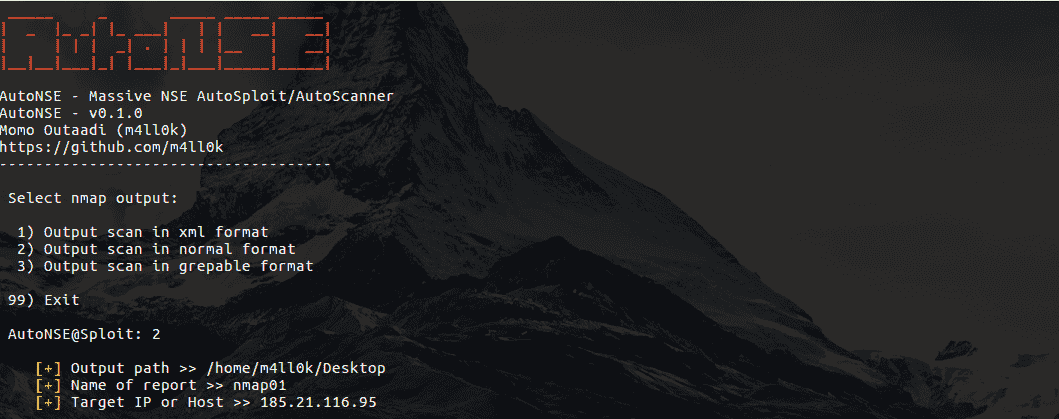 AutoNSE
AutoNSE - Massive NSE AutoSploit/AutoScanner
AutoNSE - v0.1.0
Momo Outaadi (m4ll0k)
https://github.com/m4ll0k
--------------------------------------
Select nmap output:
1) Output scan in xml format
2) Output scan in normal format
3) Output scan in grepable format
99) Exit
AutoNSE@Sploit: 2
[+] Output path >> /home/m4ll0k/Desktop
[+] Name of report >> nmap01
[+] Target IP or Host >> 185.21.116.95